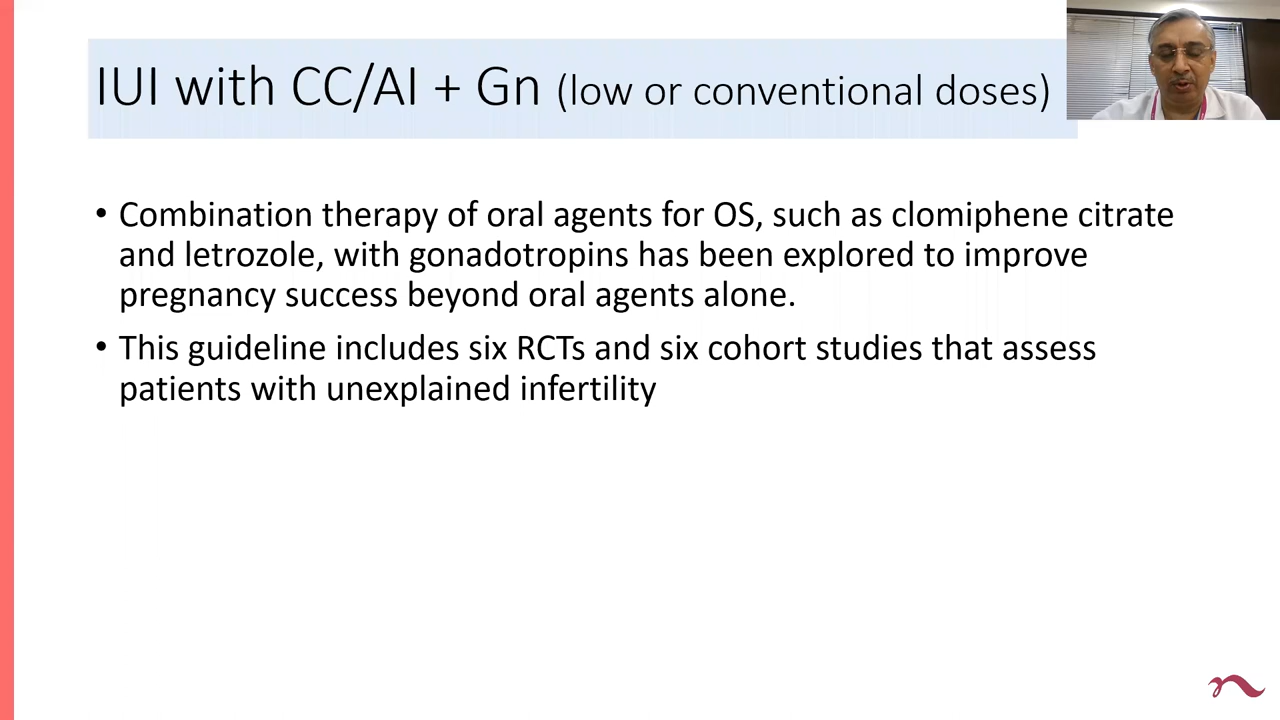 IUI with CC/AI + Gn (low or conventional doses)
• Combination therapy of oral agents for OS, such as clomiphene citrate
and letrozole, with gonadotropins has been explored to improve
pregnancy success beyond oral agents alone.
• This guideline includes six RCTs and six cohort studies that assess
patients with unexplained infertility